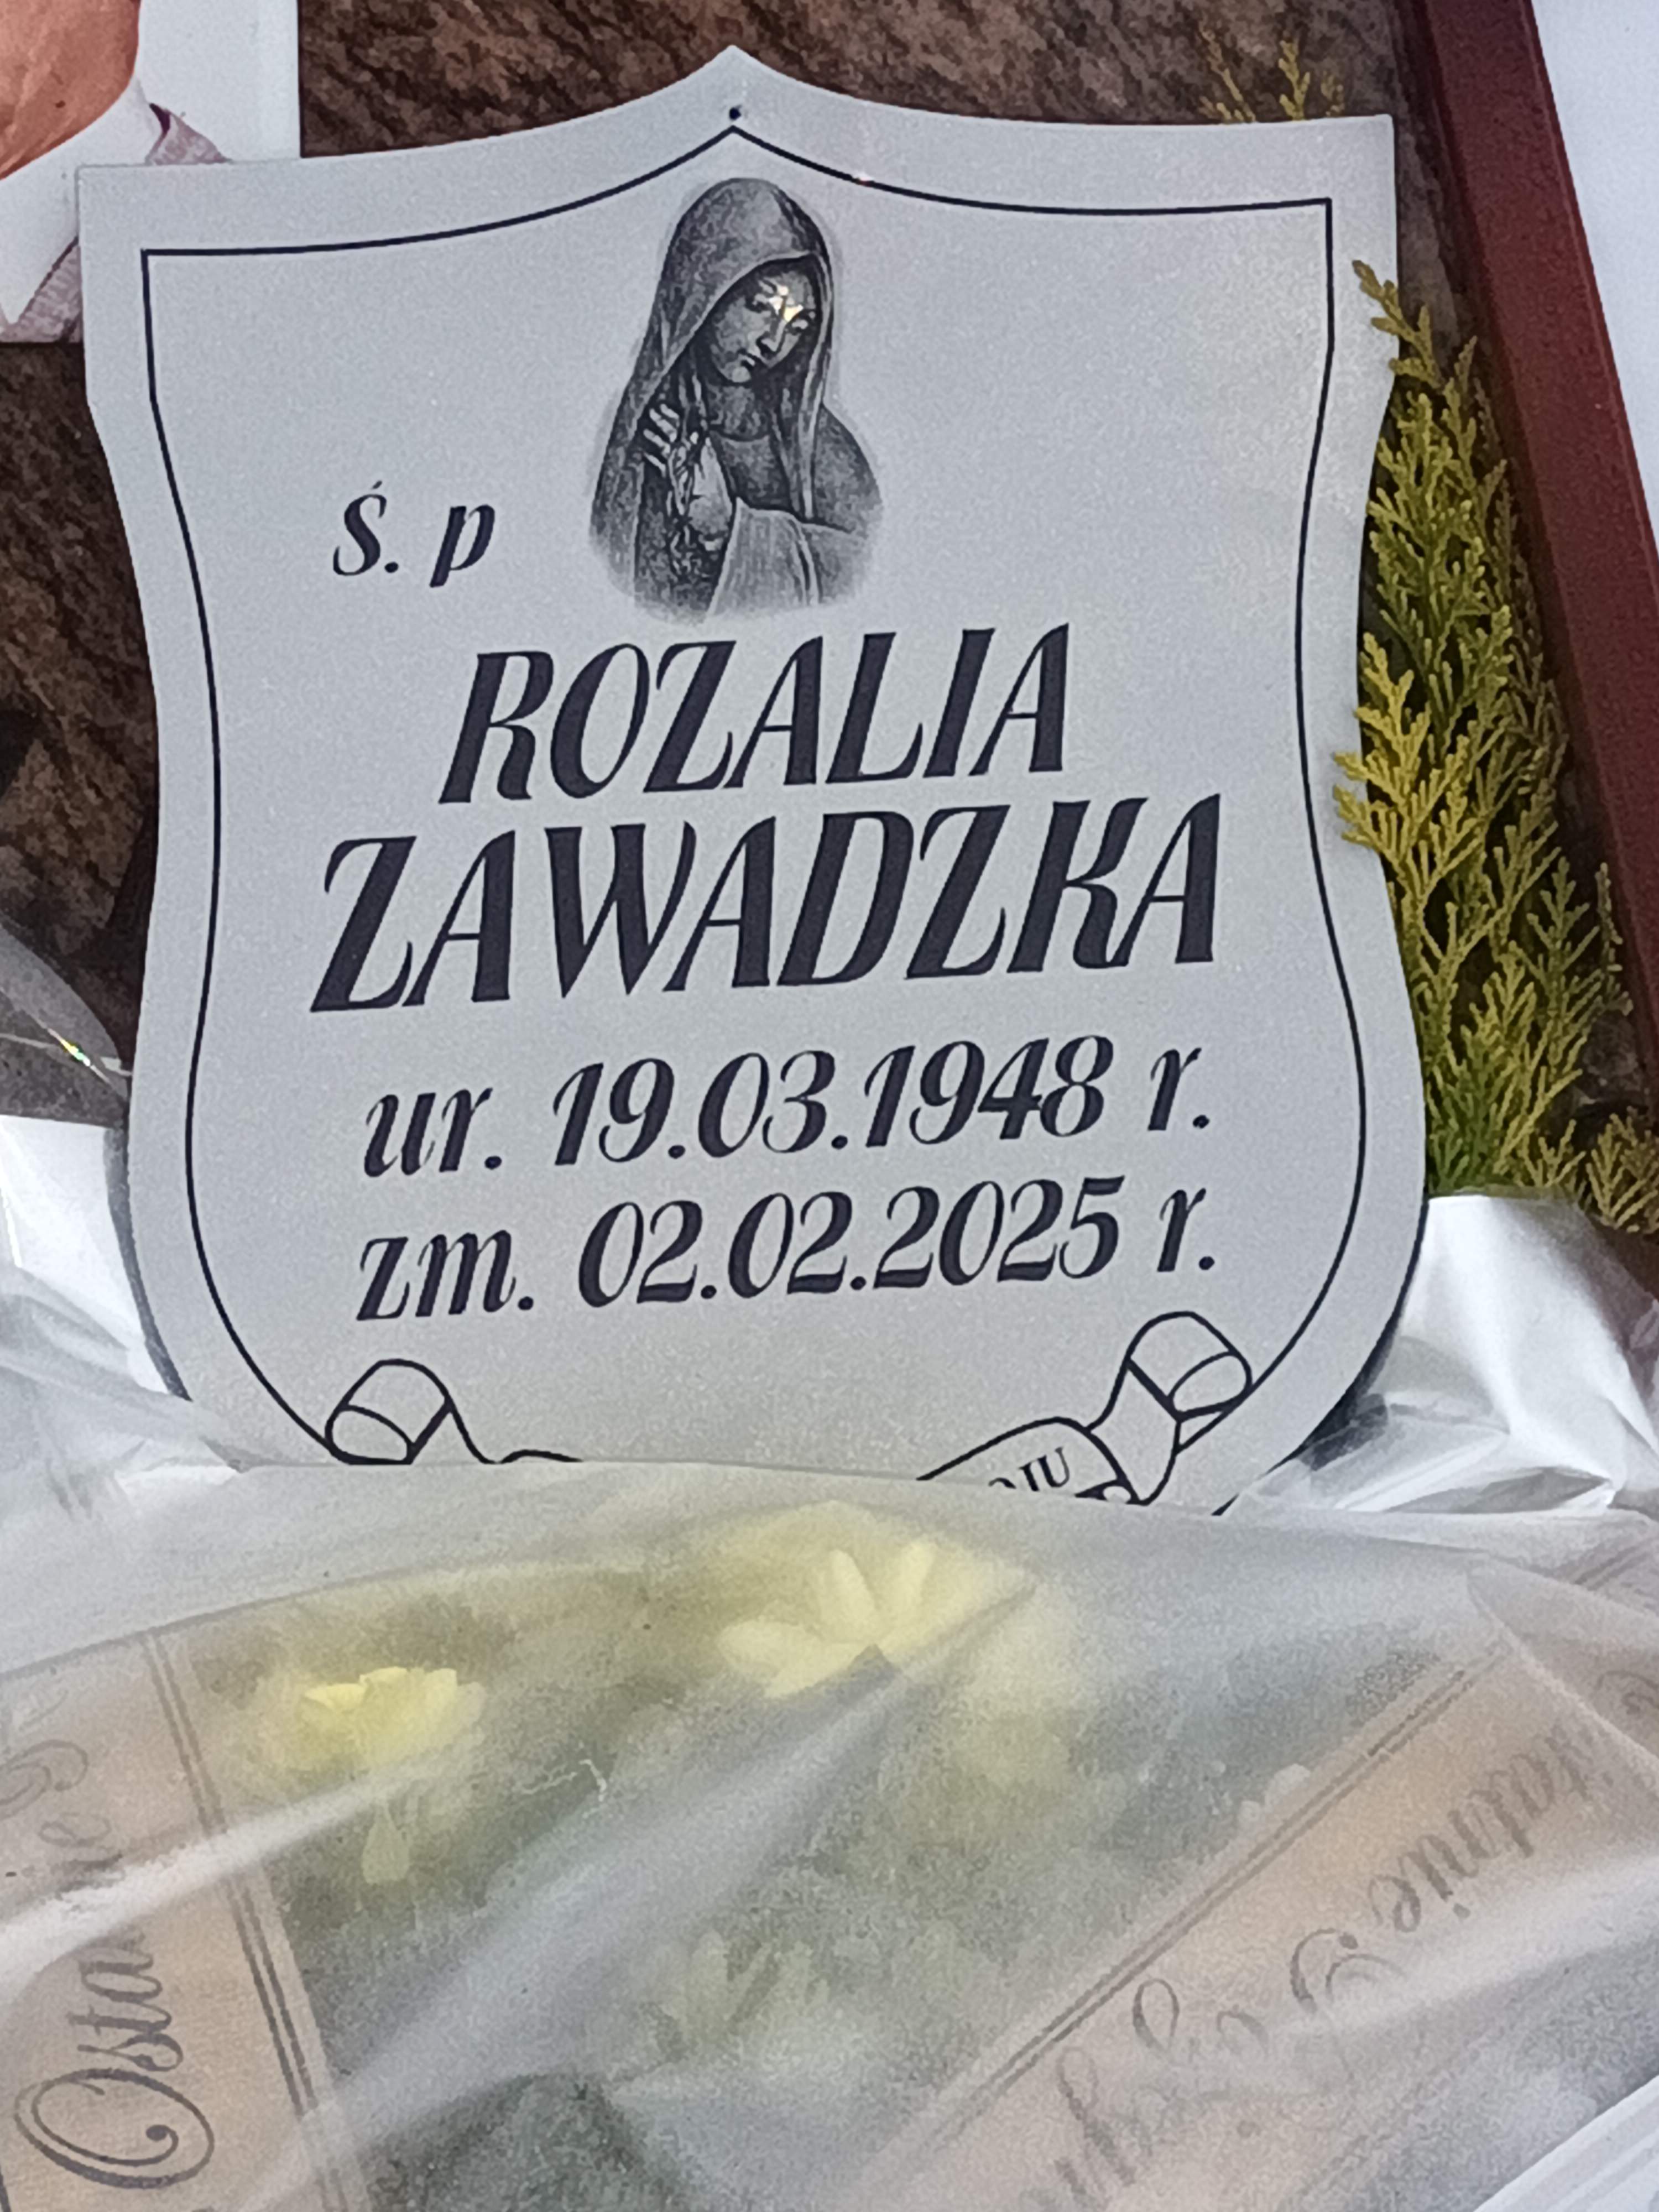 Ś. p
ROZALIA
ZAWADZKA
ur. 19.03.1948 r.
zm. 02.02.2025 r.